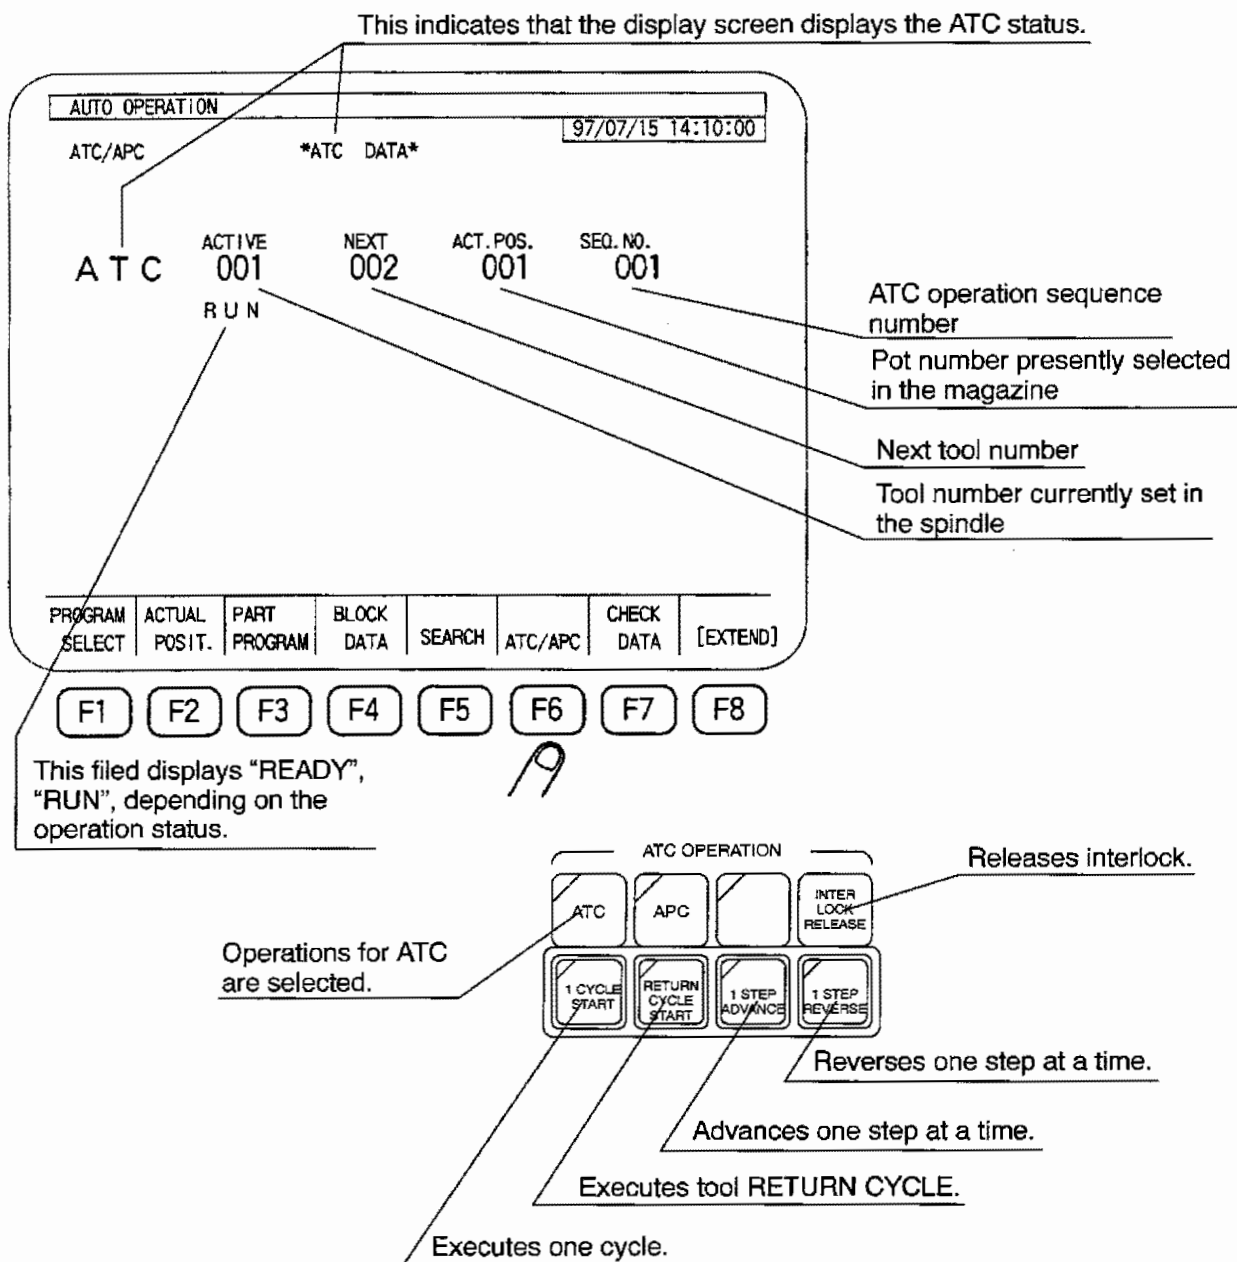 This indicates that the display screen displays the ATC status.
AUTO OPERATION
97/07/15 14:10:00
ATC/APC *ATC DATA*
ACTIVE NEXT ACT.POS. SEQ.NO.
ATC 001 002 001 001
RUN
ATC operation sequence
number
Pot number presently selected
in the magazine
Next tool number
Tool number currently set in
the spindle
PROGRAM ACTUAL PART BLOCK CHECK
SELECT POSIT. PROGRAM DATA SEARCH ATC/APC DATA [EXTEND]
F1 F2 F3 F4 F5 F6 F7 F8
This filed displays “READY”,
“RUN”, depending on the
operation status.
ATC OPERATION
Releases interlock.
ATC APC INTER
LOCK
RELEASE
Operations for ATC
are selected.
1 CYCLE
START
RETURN
CYCLE
START
1 STEP
ADVANCE
1 STEP
REVERSE
Reverses one step at a time.
Advances one step at a time.
Executes tool RETURN CYCLE.
Executes one cycle.